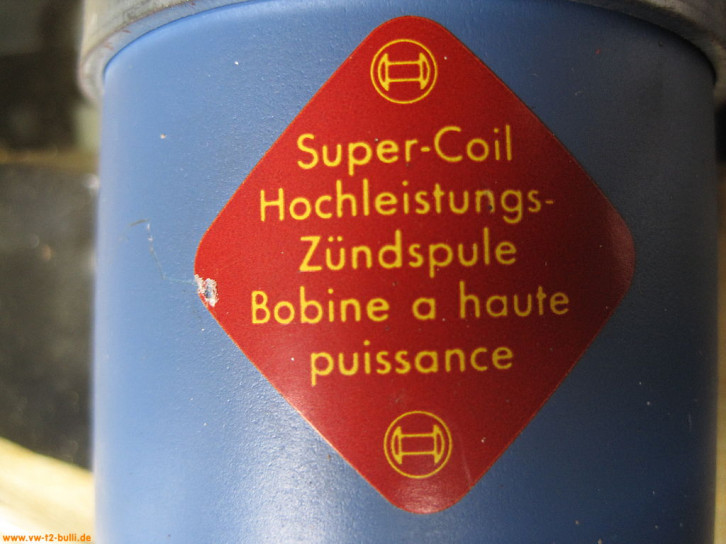 Super-Coil
Hochleistungs-
Zündspule
Bobine a haute
puissance
www.vw-t2-bulli.de